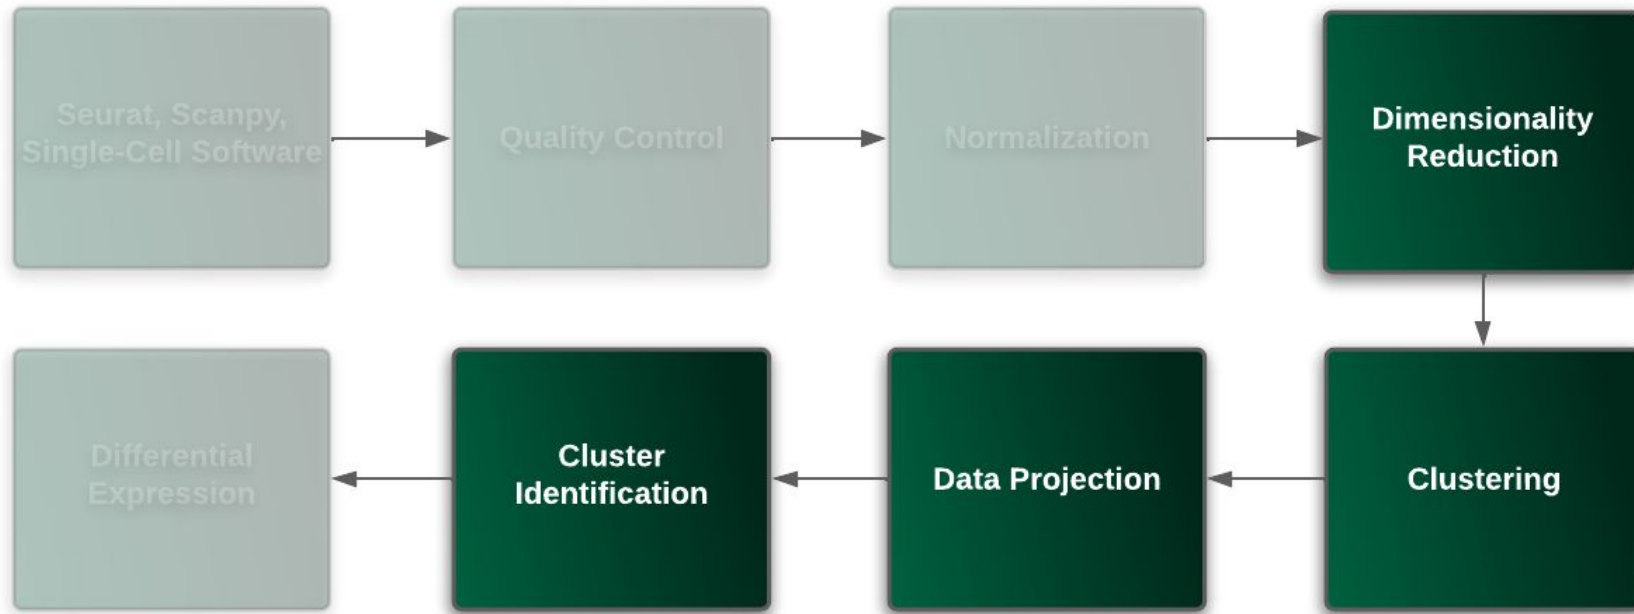 Seurat, Scanpy,
Single-Cell Software
Quality Control
Normalization
Dimensionality
Reduction
Clustering
Data Projection
Cluster
Identification
Differential
Expression